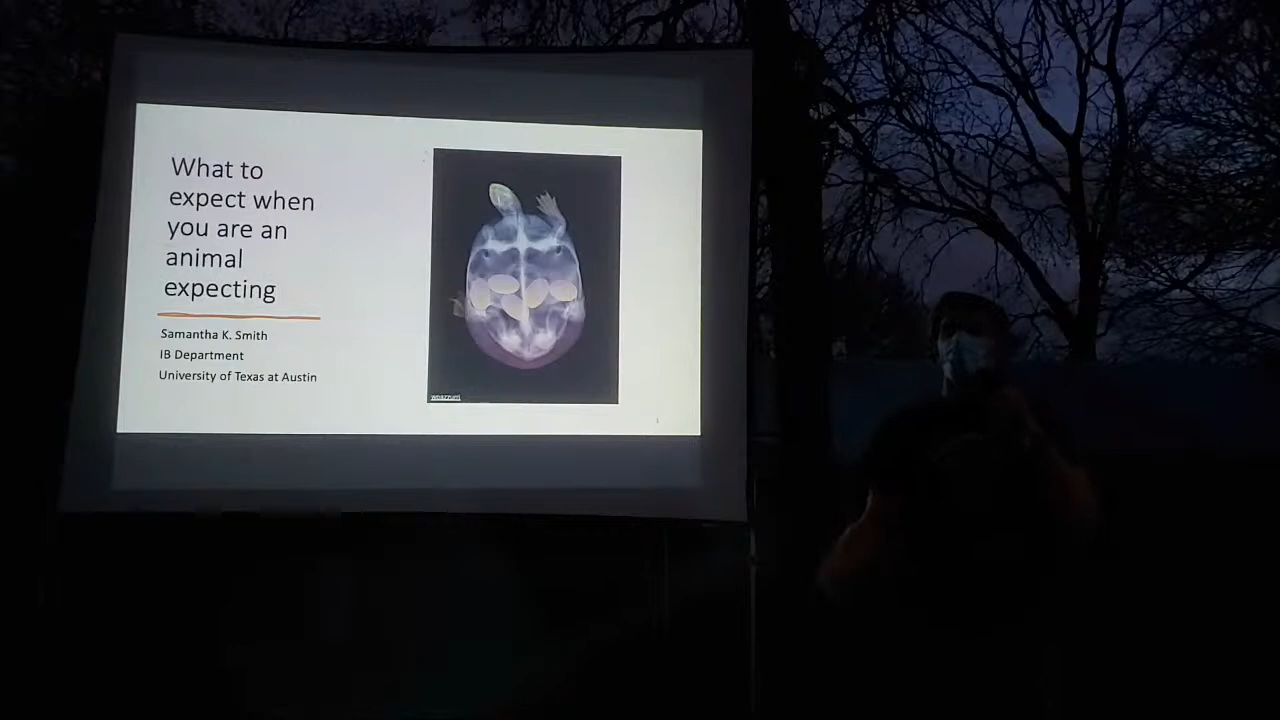 What to
expect when
you are an
animal
expecting
Samantha K. Smith
IB Department
University of Texas at Austin